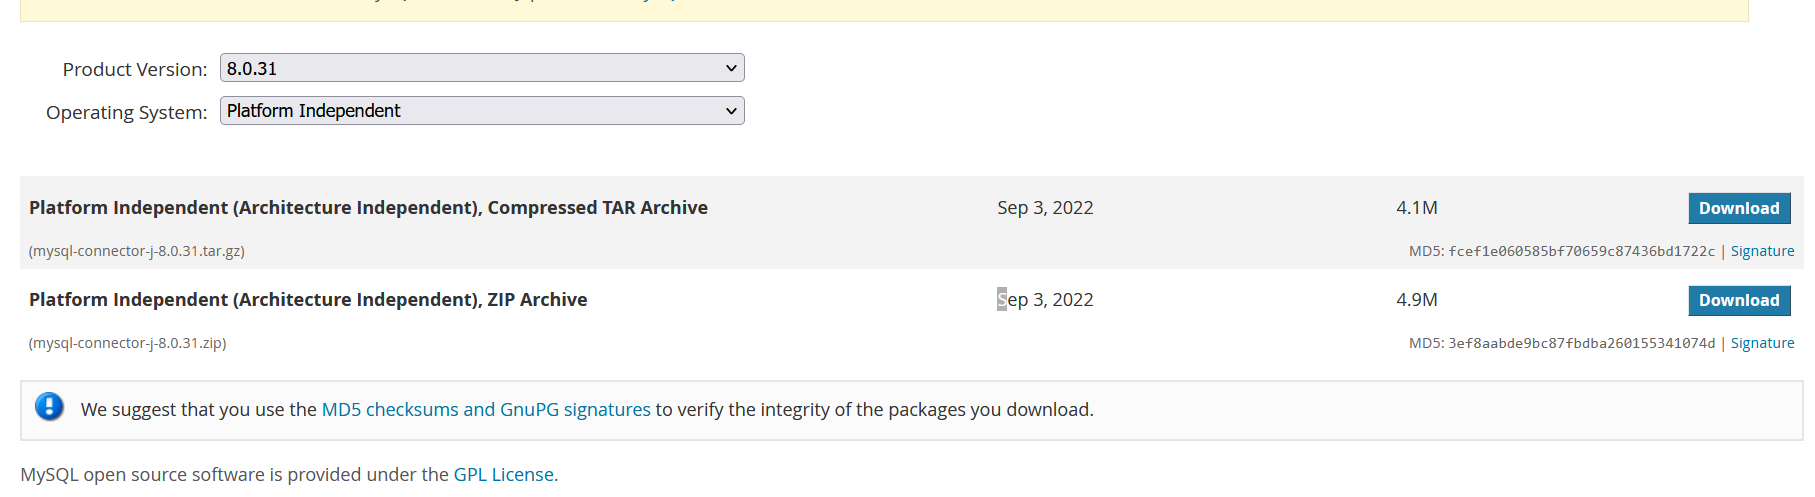 Product Version: 8.0.31
Operating System: Platform Independent
Platform Independent (Architecture Independent), Compressed TAR Archive Sep 3, 2022 4.1M Download
(mysql-connector-j-8.0.31.tar.gz) MD5: fcef1e060585bf70659c87436bd1722c | Signature
Platform Independent (Architecture Independent), ZIP Archive Sep 3, 2022 4.9M Download
(mysql-connector-j-8.0.31.zip) MD5: 3ef8aabde9bc87fbdba260155341074d | Signature
We suggest that you use the MD5 checksums and GnuPG signatures to verify the integrity of the packages you download.
MySQL open source software is provided under the GPL License.